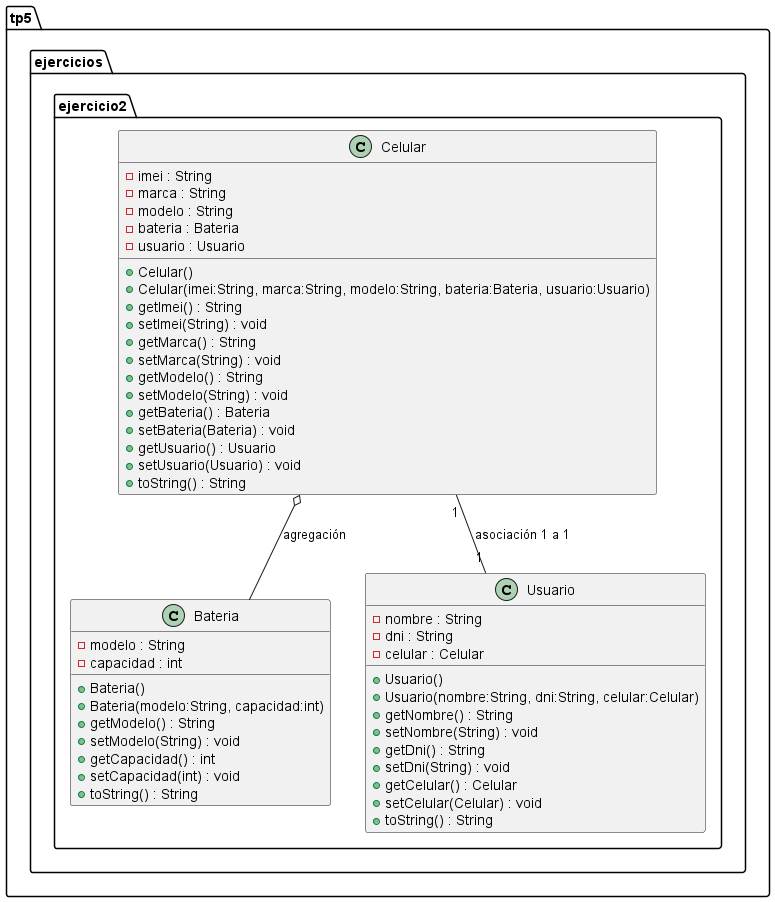 tp5
ejercicios
ejercicio2
C Celular
imei : String
marca : String
modelo : String
bateria : Bateria
usuario : Usuario
Celular()
Celular(imei:String, marca:String, modelo:String, bateria:Bateria, usuario:Usuario)
getImei() : String
setImei(String) : void
getMarca() : String
setMarca(String) : void
getModelo() : String
setModelo(String) : void
getBateria() : Bateria
setBateria(Bateria) : void
getUsuario() : Usuario
setUsuario(Usuario) : void
toString() : String
agregación
1
asociación 1 a 1
1
C Bateria
modelo : String
capacidad : int
Bateria()
Bateria(modelo:String, capacidad:int)
getModelo() : String
setModelo(String) : void
getCapacidad() : int
setCapacidad(int) : void
toString() : String
C Usuario
nombre : String
dni : String
celular : Celular
Usuario()
Usuario(nombre:String, dni:String, celular:Celular)
getNombre() : String
setNombre(String) : void
getDni() : String
setDni(String) : void
getCelular() : Celular
setCelular(Celular) : void
toString() : String